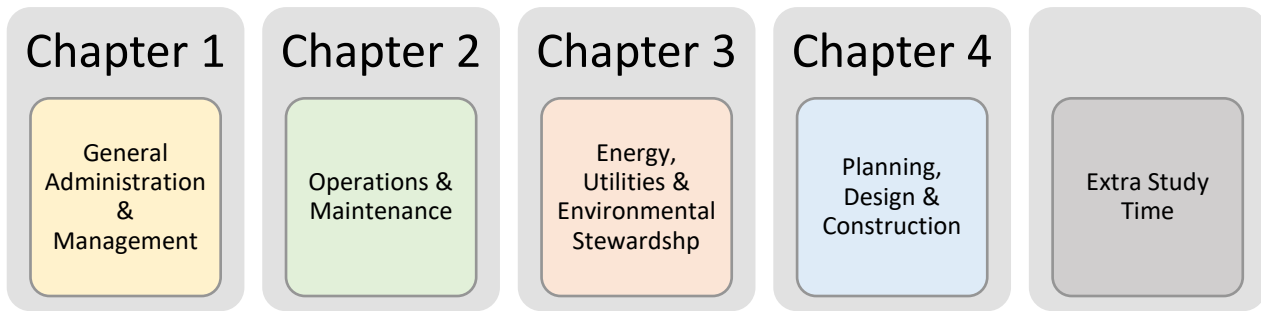 Chapter 1
General
Administration
&
Management
Chapter 2
Operations &
Maintenance
Chapter 3
Energy,
Utilities &
Environmental
Stewardshp
Chapter 4
Planning,
Design &
Construction
Extra Study
Time